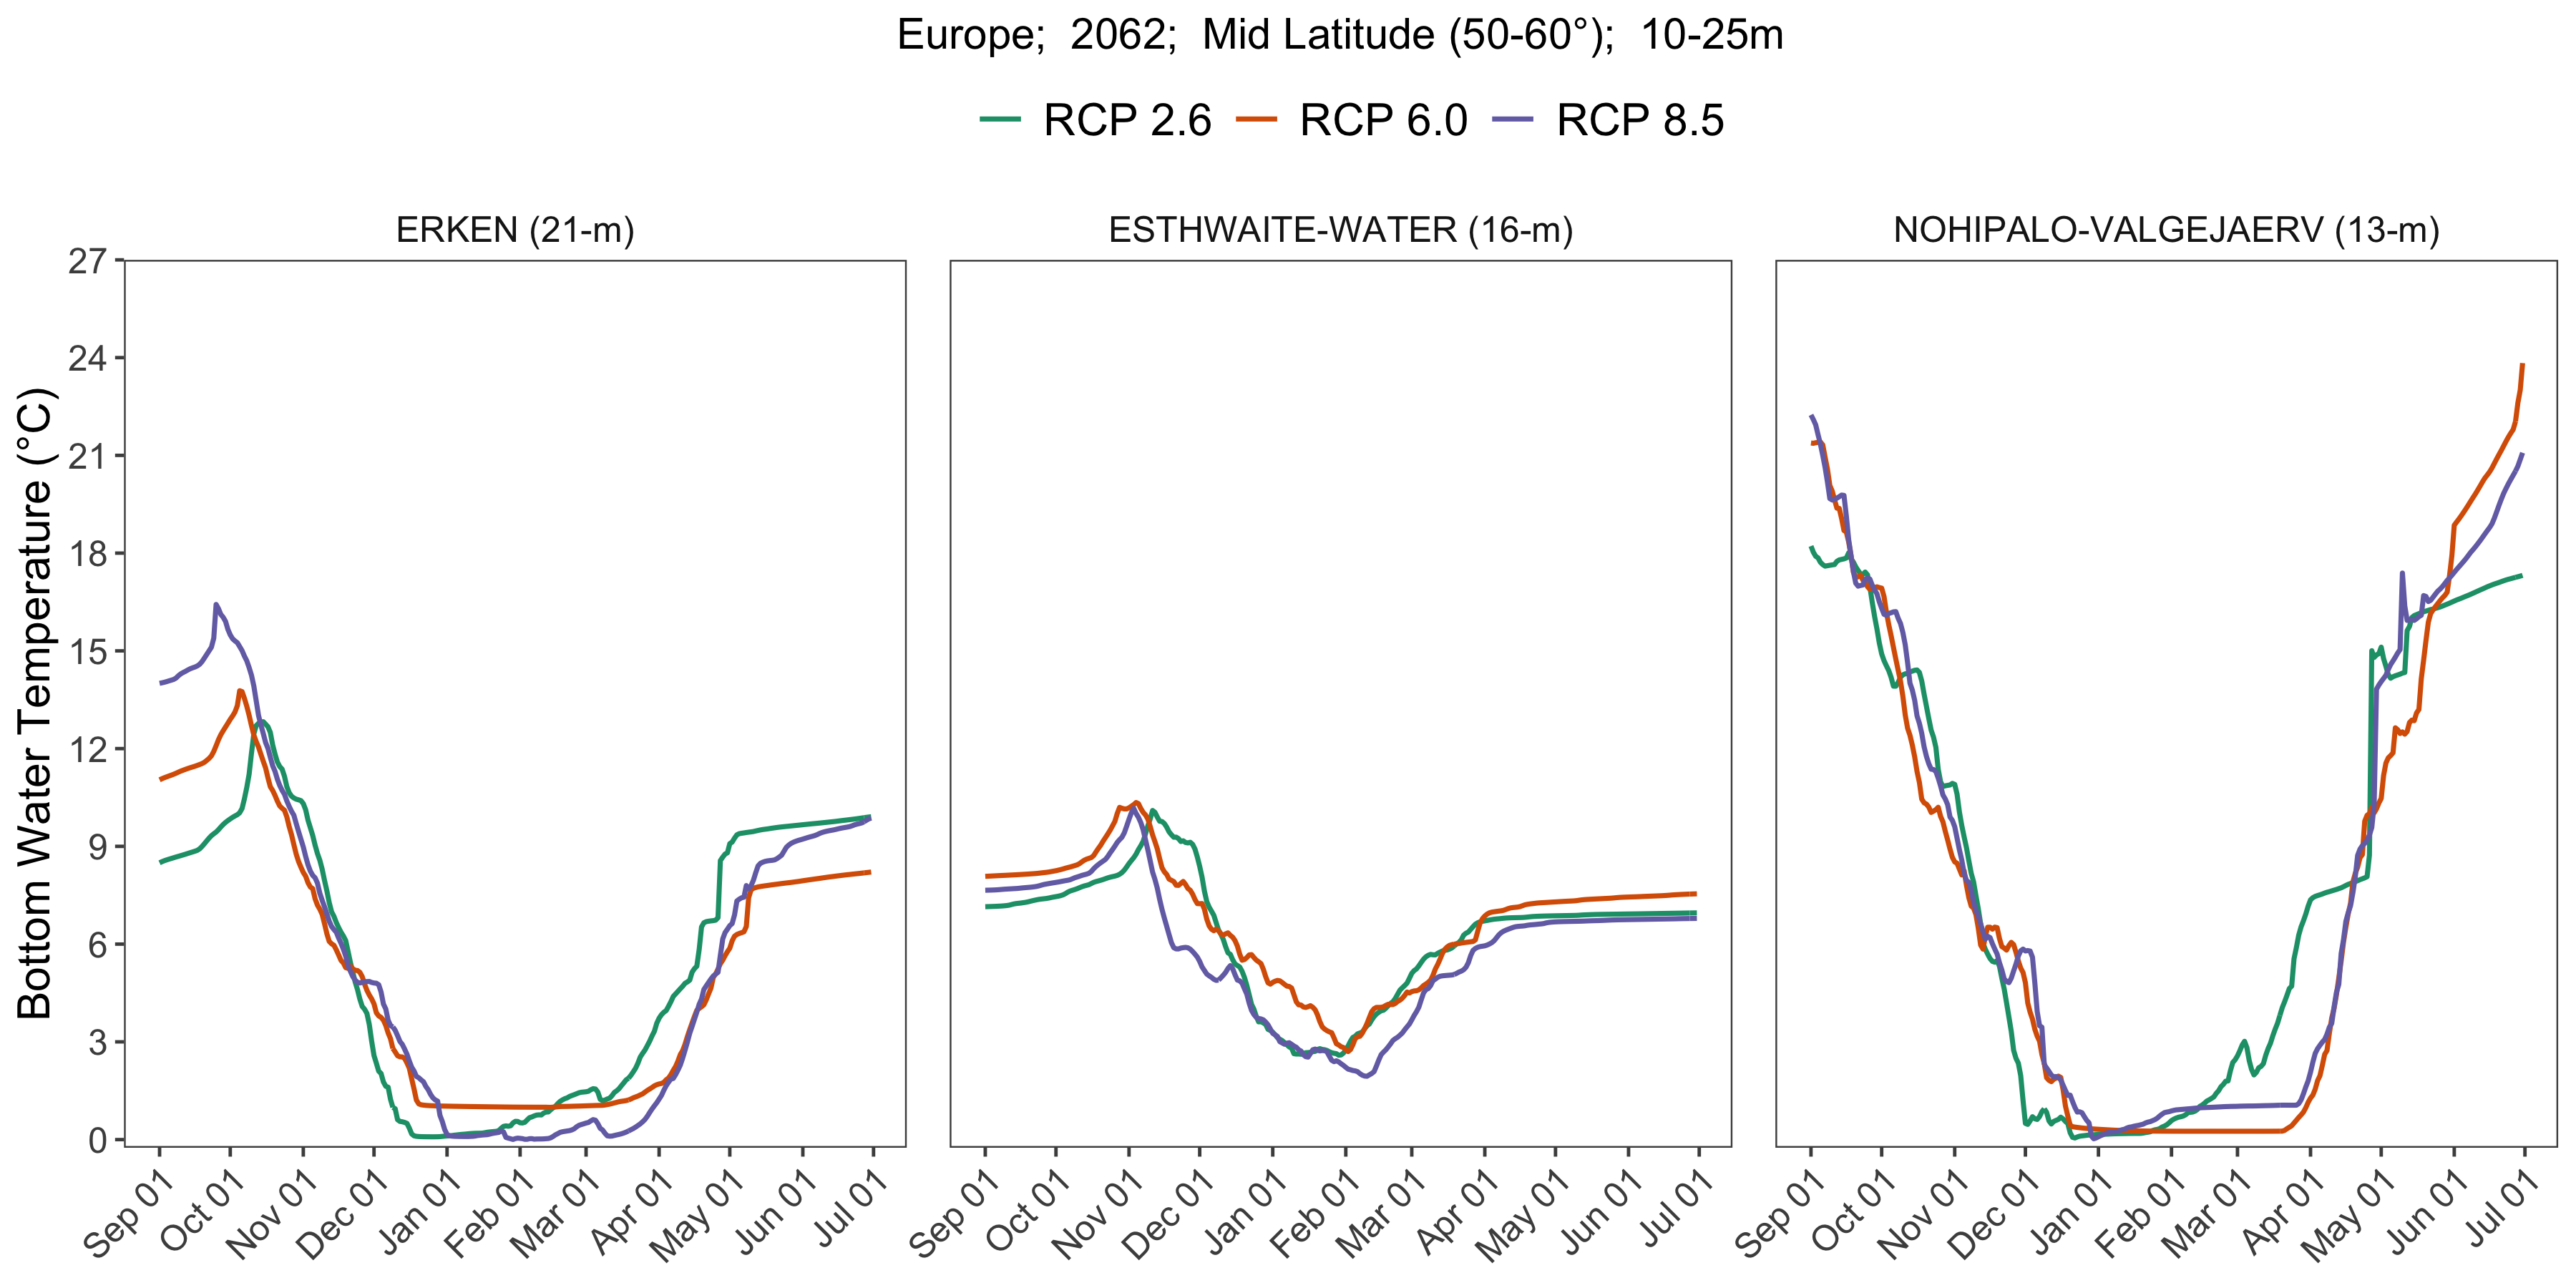 Europe;  2062;  Mid Latitude (50-60°);  10-25m
RCP 2.6 RCP 6.0 RCP 8.5
ERKEN (21-m)
ESTHWAITE-WATER (16-m)
NOHIPALO-VALGEJAERV (13-m)
Bottom Water Temperature (°C)
27
24
21
18
15
12
9
6
3
0
Sep 01 Oct 01 Nov 01 Dec 01 Jan 01 Feb 01 Mar 01 Apr 01 May 01 Jun 01 Jul 01
Sep 01 Oct 01 Nov 01 Dec 01 Jan 01 Feb 01 Mar 01 Apr 01 May 01 Jun 01 Jul 01
Sep 01 Oct 01 Nov 01 Dec 01 Jan 01 Feb 01 Mar 01 Apr 01 May 01 Jun 01 Jul 01